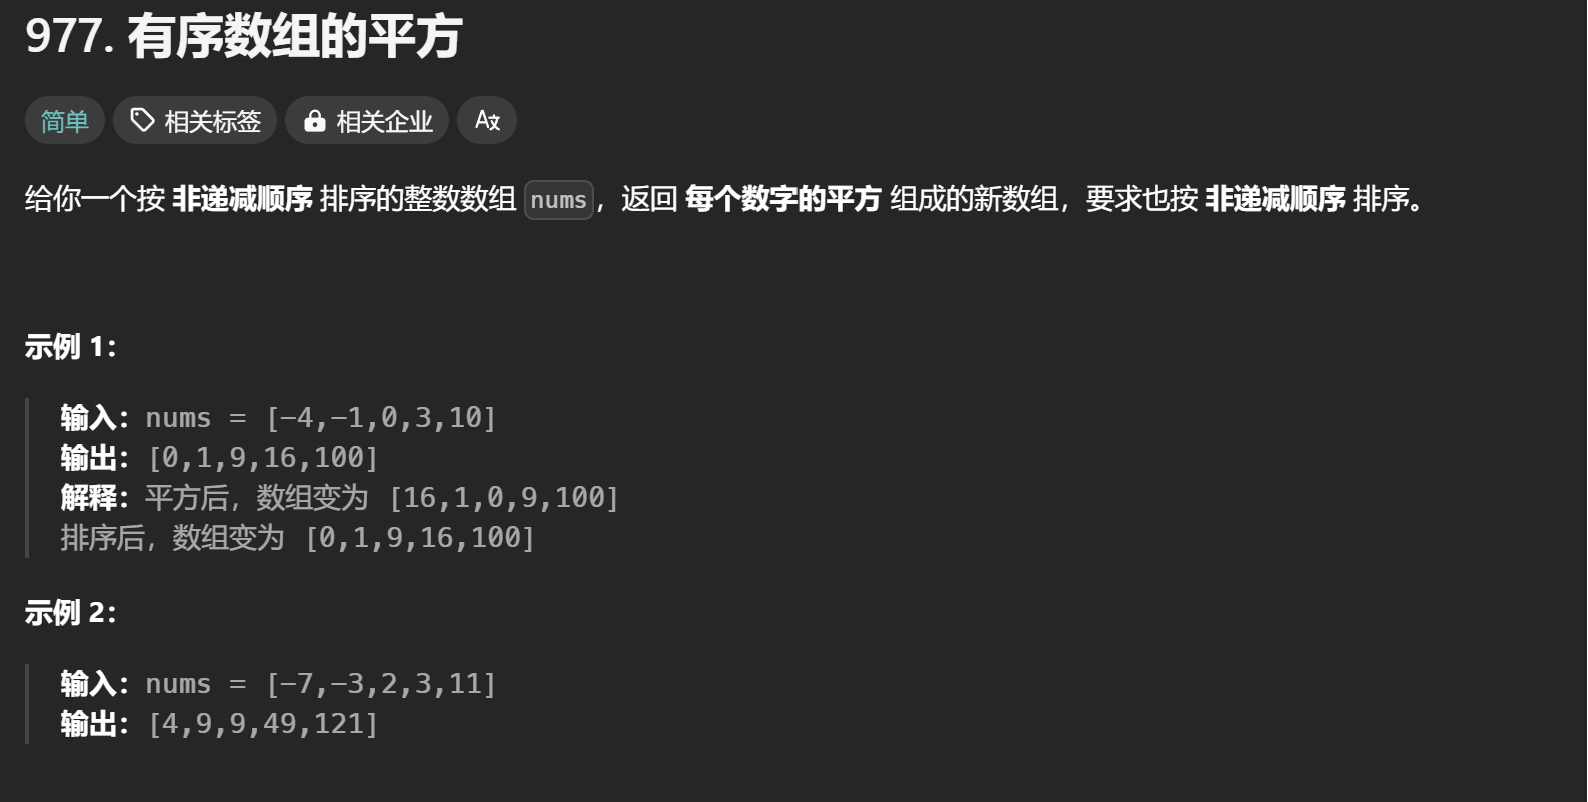 977. 有序数组的平方
简单 相关标签 相关企业 A文
给你一个按 非递减顺序 排序的整数数组 nums，返回 每个数字的平方 组成的新数组，要求也按 非递减顺序 排序。
示例 1：
输入：nums = [-4,-1,0,3,10]
输出：[0,1,9,16,100]
解释：平方后，数组变为 [16,1,0,9,100]
排序后，数组变为 [0,1,9,16,100]
示例 2：
输入：nums = [-7,-3,2,3,11]
输出：[4,9,9,49,121]